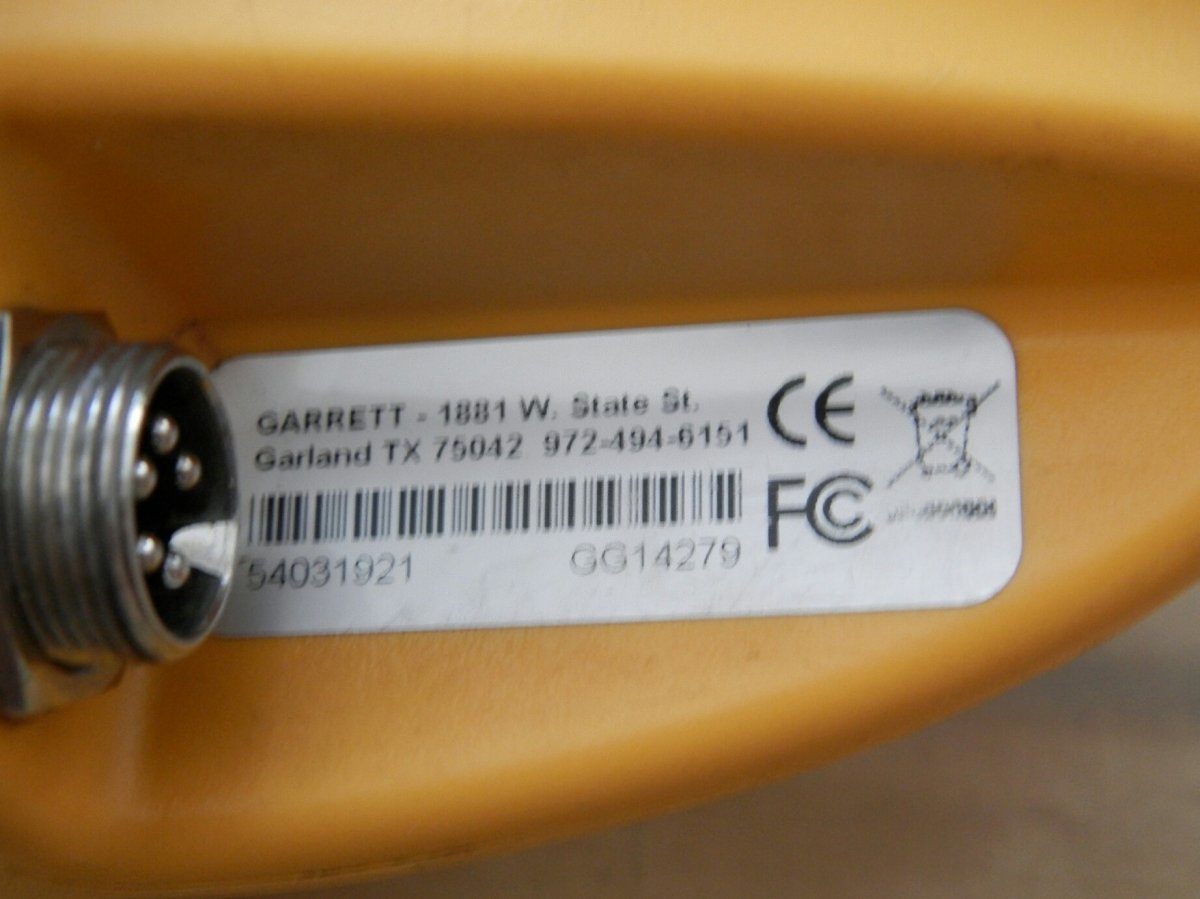 GARRETT - 1881 W. State St.
Garland TX 75042 972-494-6151
54031921 GG14279
CE
FC